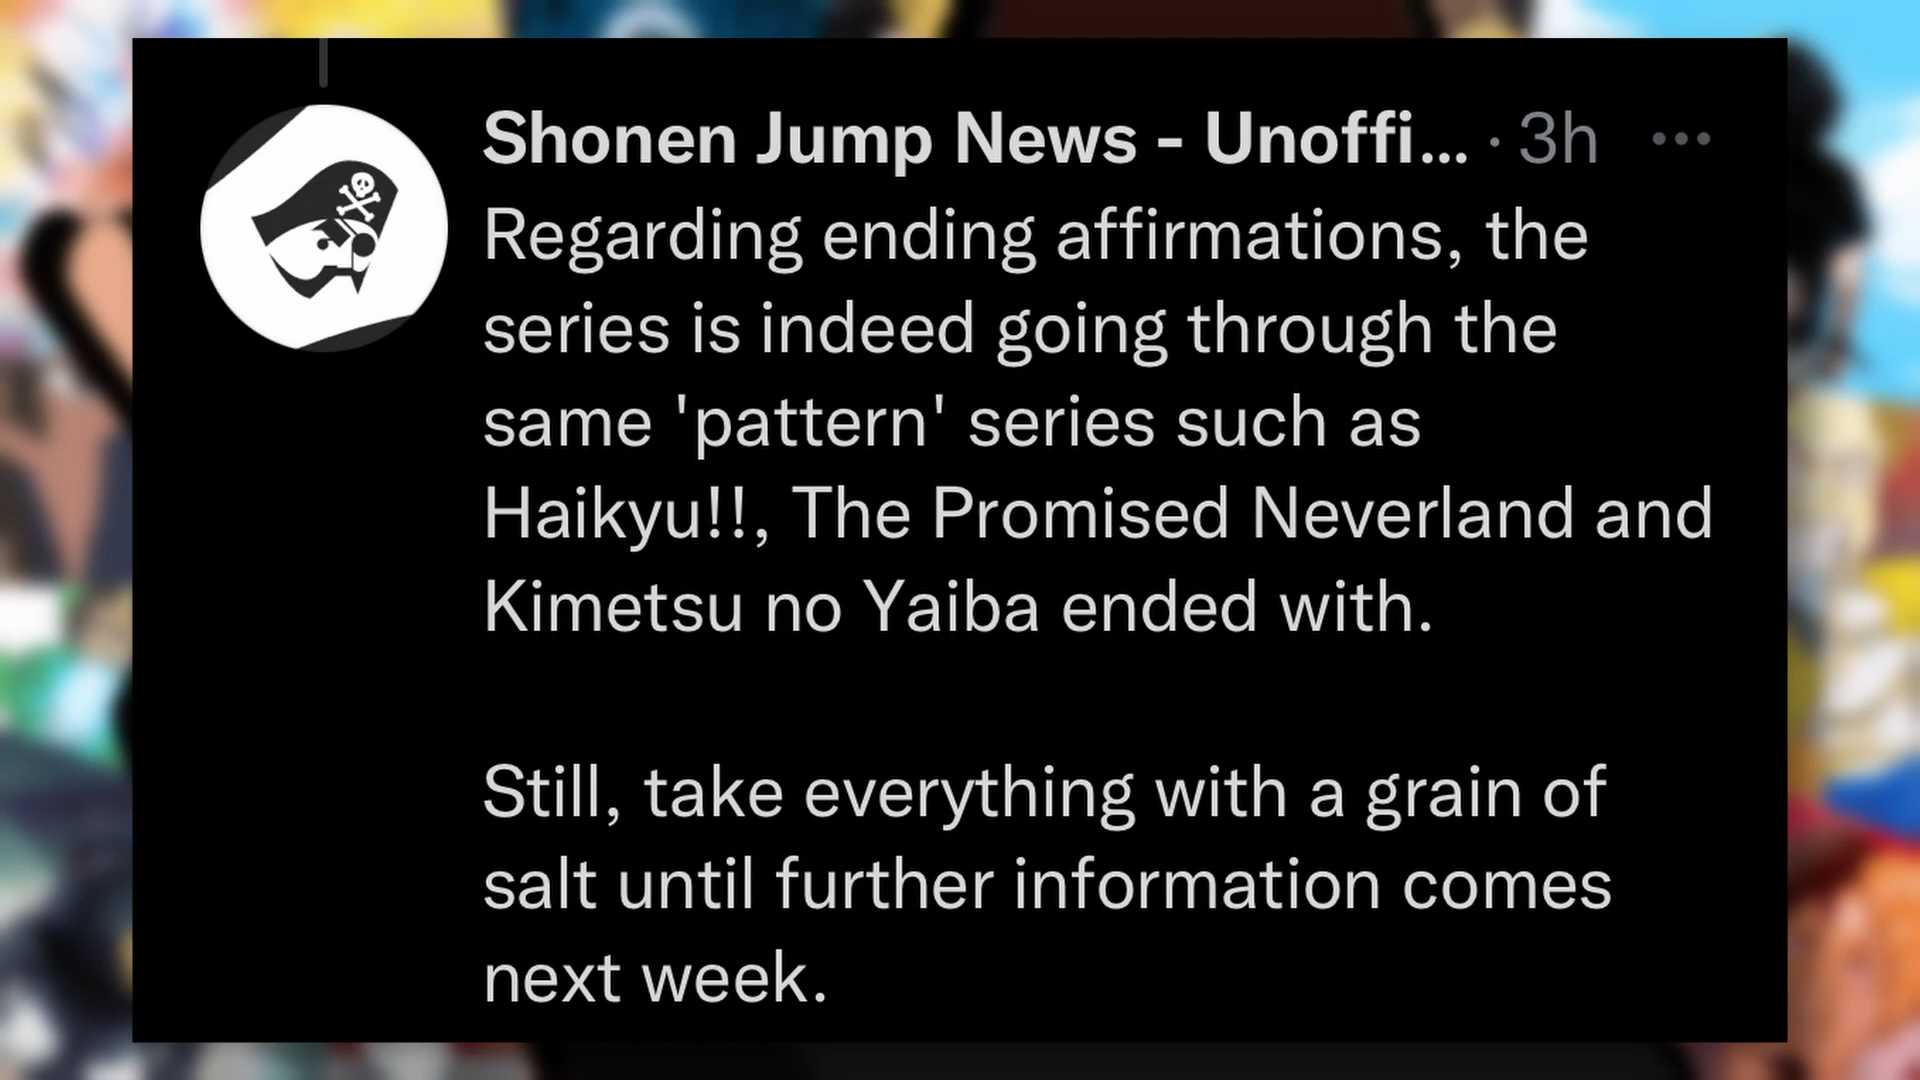 Shonen Jump News - Unoffi... · 3h
Regarding ending affirmations, the
series is indeed going through the
same 'pattern' series such as
Haikyu!!, The Promised Neverland and
Kimetsu no Yaiba ended with.
Still, take everything with a grain of
salt until further information comes
next week.